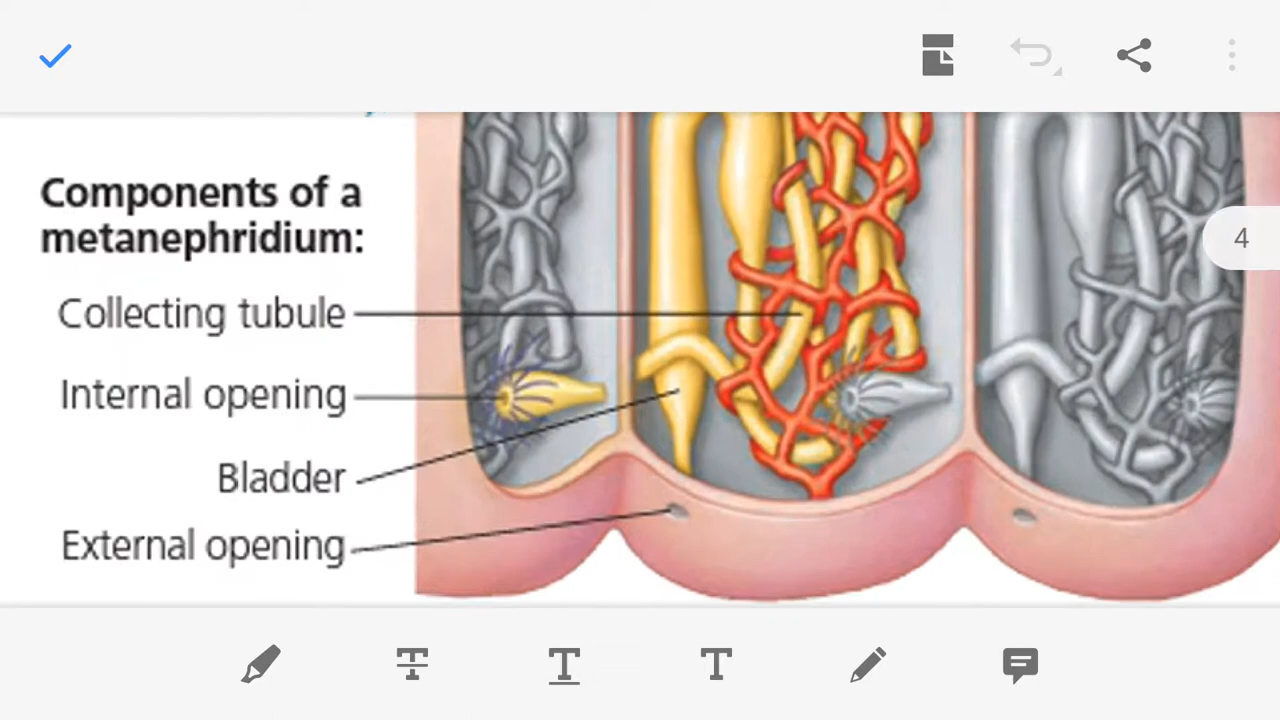 Components of a
metanephridium:
4
Collecting tubule
Internal opening
Bladder
External opening